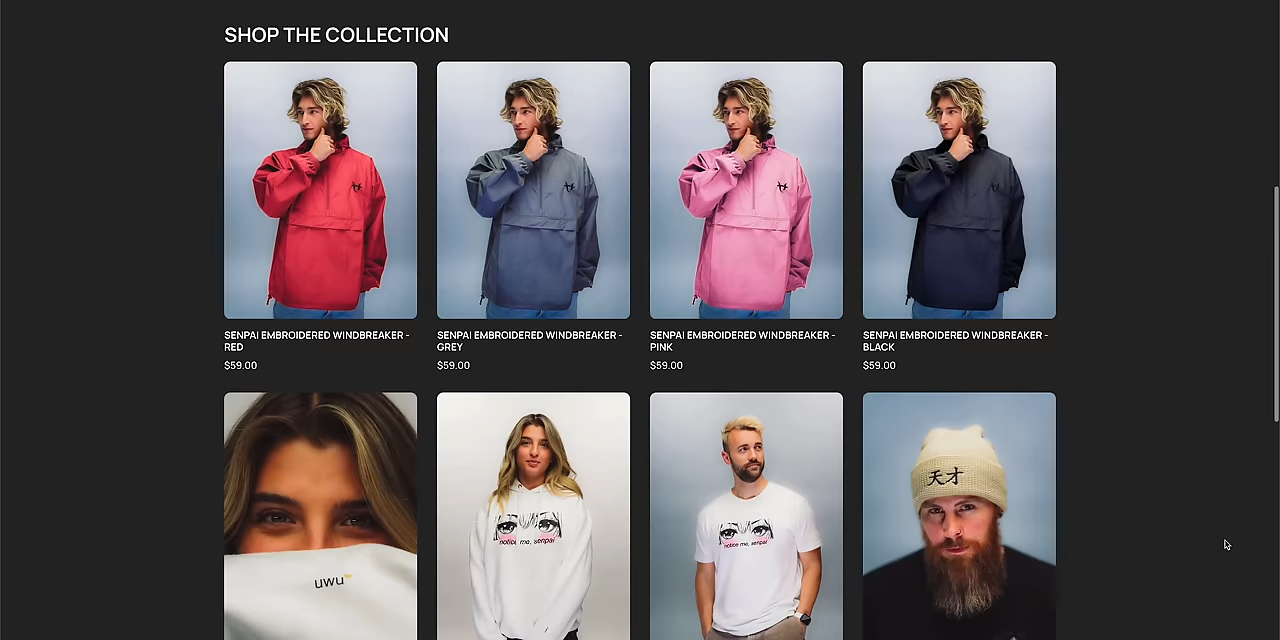 SHOP THE COLLECTION
SENPAI EMBROIDERED WINDBREAKER -
RED
$59.00
SENPAI EMBROIDERED WINDBREAKER -
GREY
$59.00
SENPAI EMBROIDERED WINDBREAKER -
PINK
$59.00
SENPAI EMBROIDERED WINDBREAKER -
BLACK
$59.00
uwu
notice me, senpai
notice me, senpai
天才